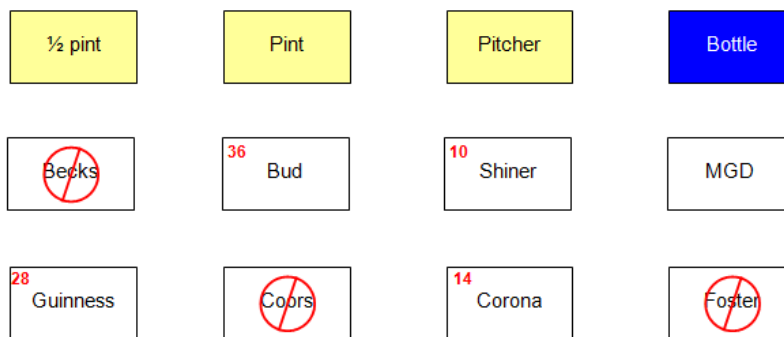 ½ pint Pint Pitcher Bottle
Becks 36 Bud 10 Shiner MGD
28 Guinness Coors 14 Corona Foster